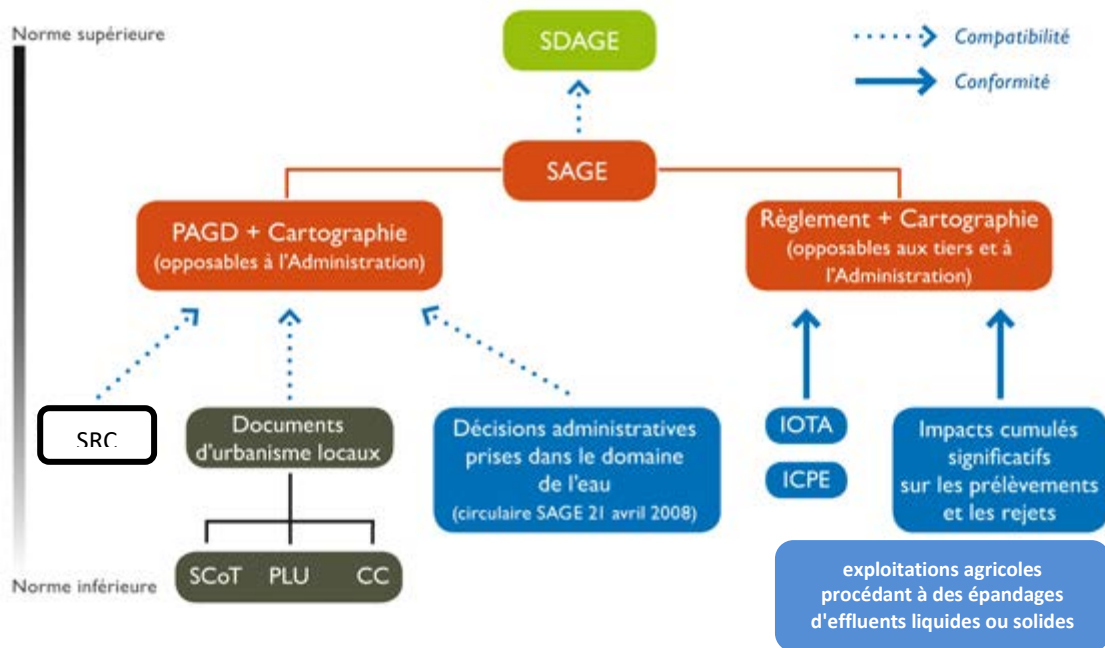 Norme supérieure
SDAGE
Compatibilité
Conformité
SAGE
PAGD + Cartographie
(opposables à l'Administration)
Règlement + Cartographie
(opposables aux tiers et à
l'Administration)
SRC
Documents
d'urbanisme locaux
Décisions administratives
prises dans le domaine
de l'eau
(circulaire SAGE 21 avril 2008)
IOTA
ICPE
Impacts cumulés
significatifs
sur les prélèvements
et les rejets
Norme inférieure
SCoT PLU CC
exploitations agricoles
procédant à des épandages
d'effluents liquides ou solides